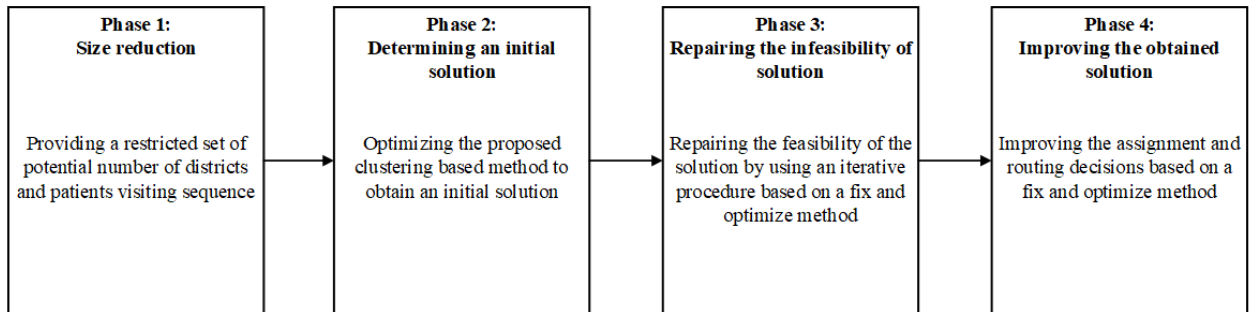 Phase 1:
Size reduction
Providing a restricted set of
potential number of districts
and patients visiting sequence
Phase 2:
Determining an initial
solution
Optimizing the proposed
clustering based method to
obtain an initial solution
Phase 3:
Repairing the infeasibility of
solution
Repairing the feasibility of the
solution by using an iterative
procedure based on a fix and
optimize method
Phase 4:
Improving the obtained
solution
Improving the assignment and
routing decisions based on a
fix and optimize method